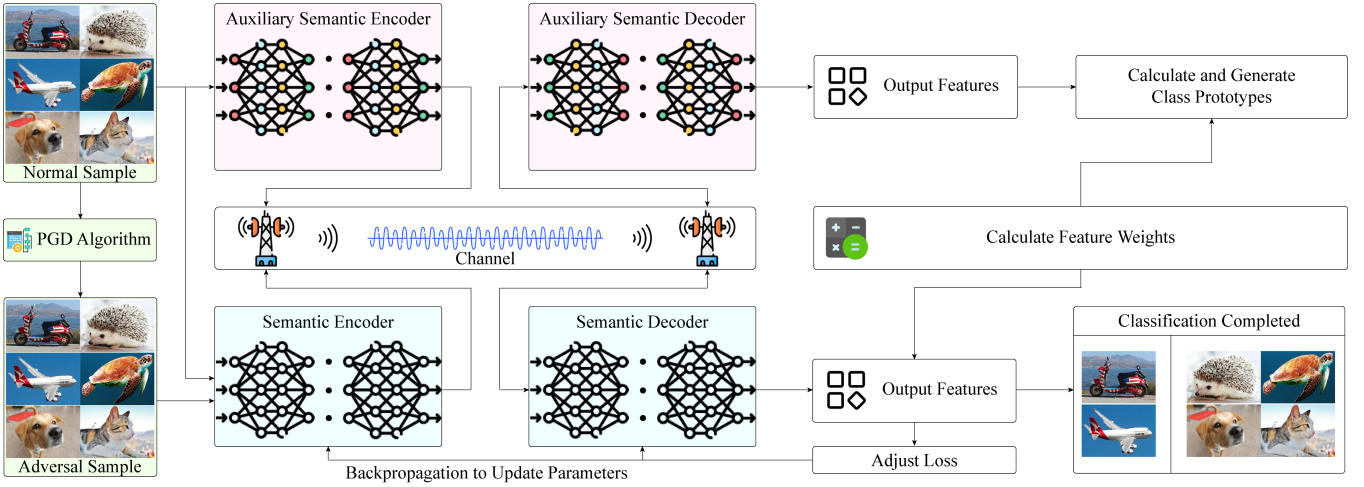 Auxiliary Semantic Encoder
Auxiliary Semantic Decoder
Output Features
Calculate and Generate
Class Prototypes
Normal Sample
PGD Algorithm
Channel
Calculate Feature Weights
Semantic Encoder
Semantic Decoder
Classification Completed
Output Features
Adversal Sample
Backpropagation to Update Parameters
Adjust Loss